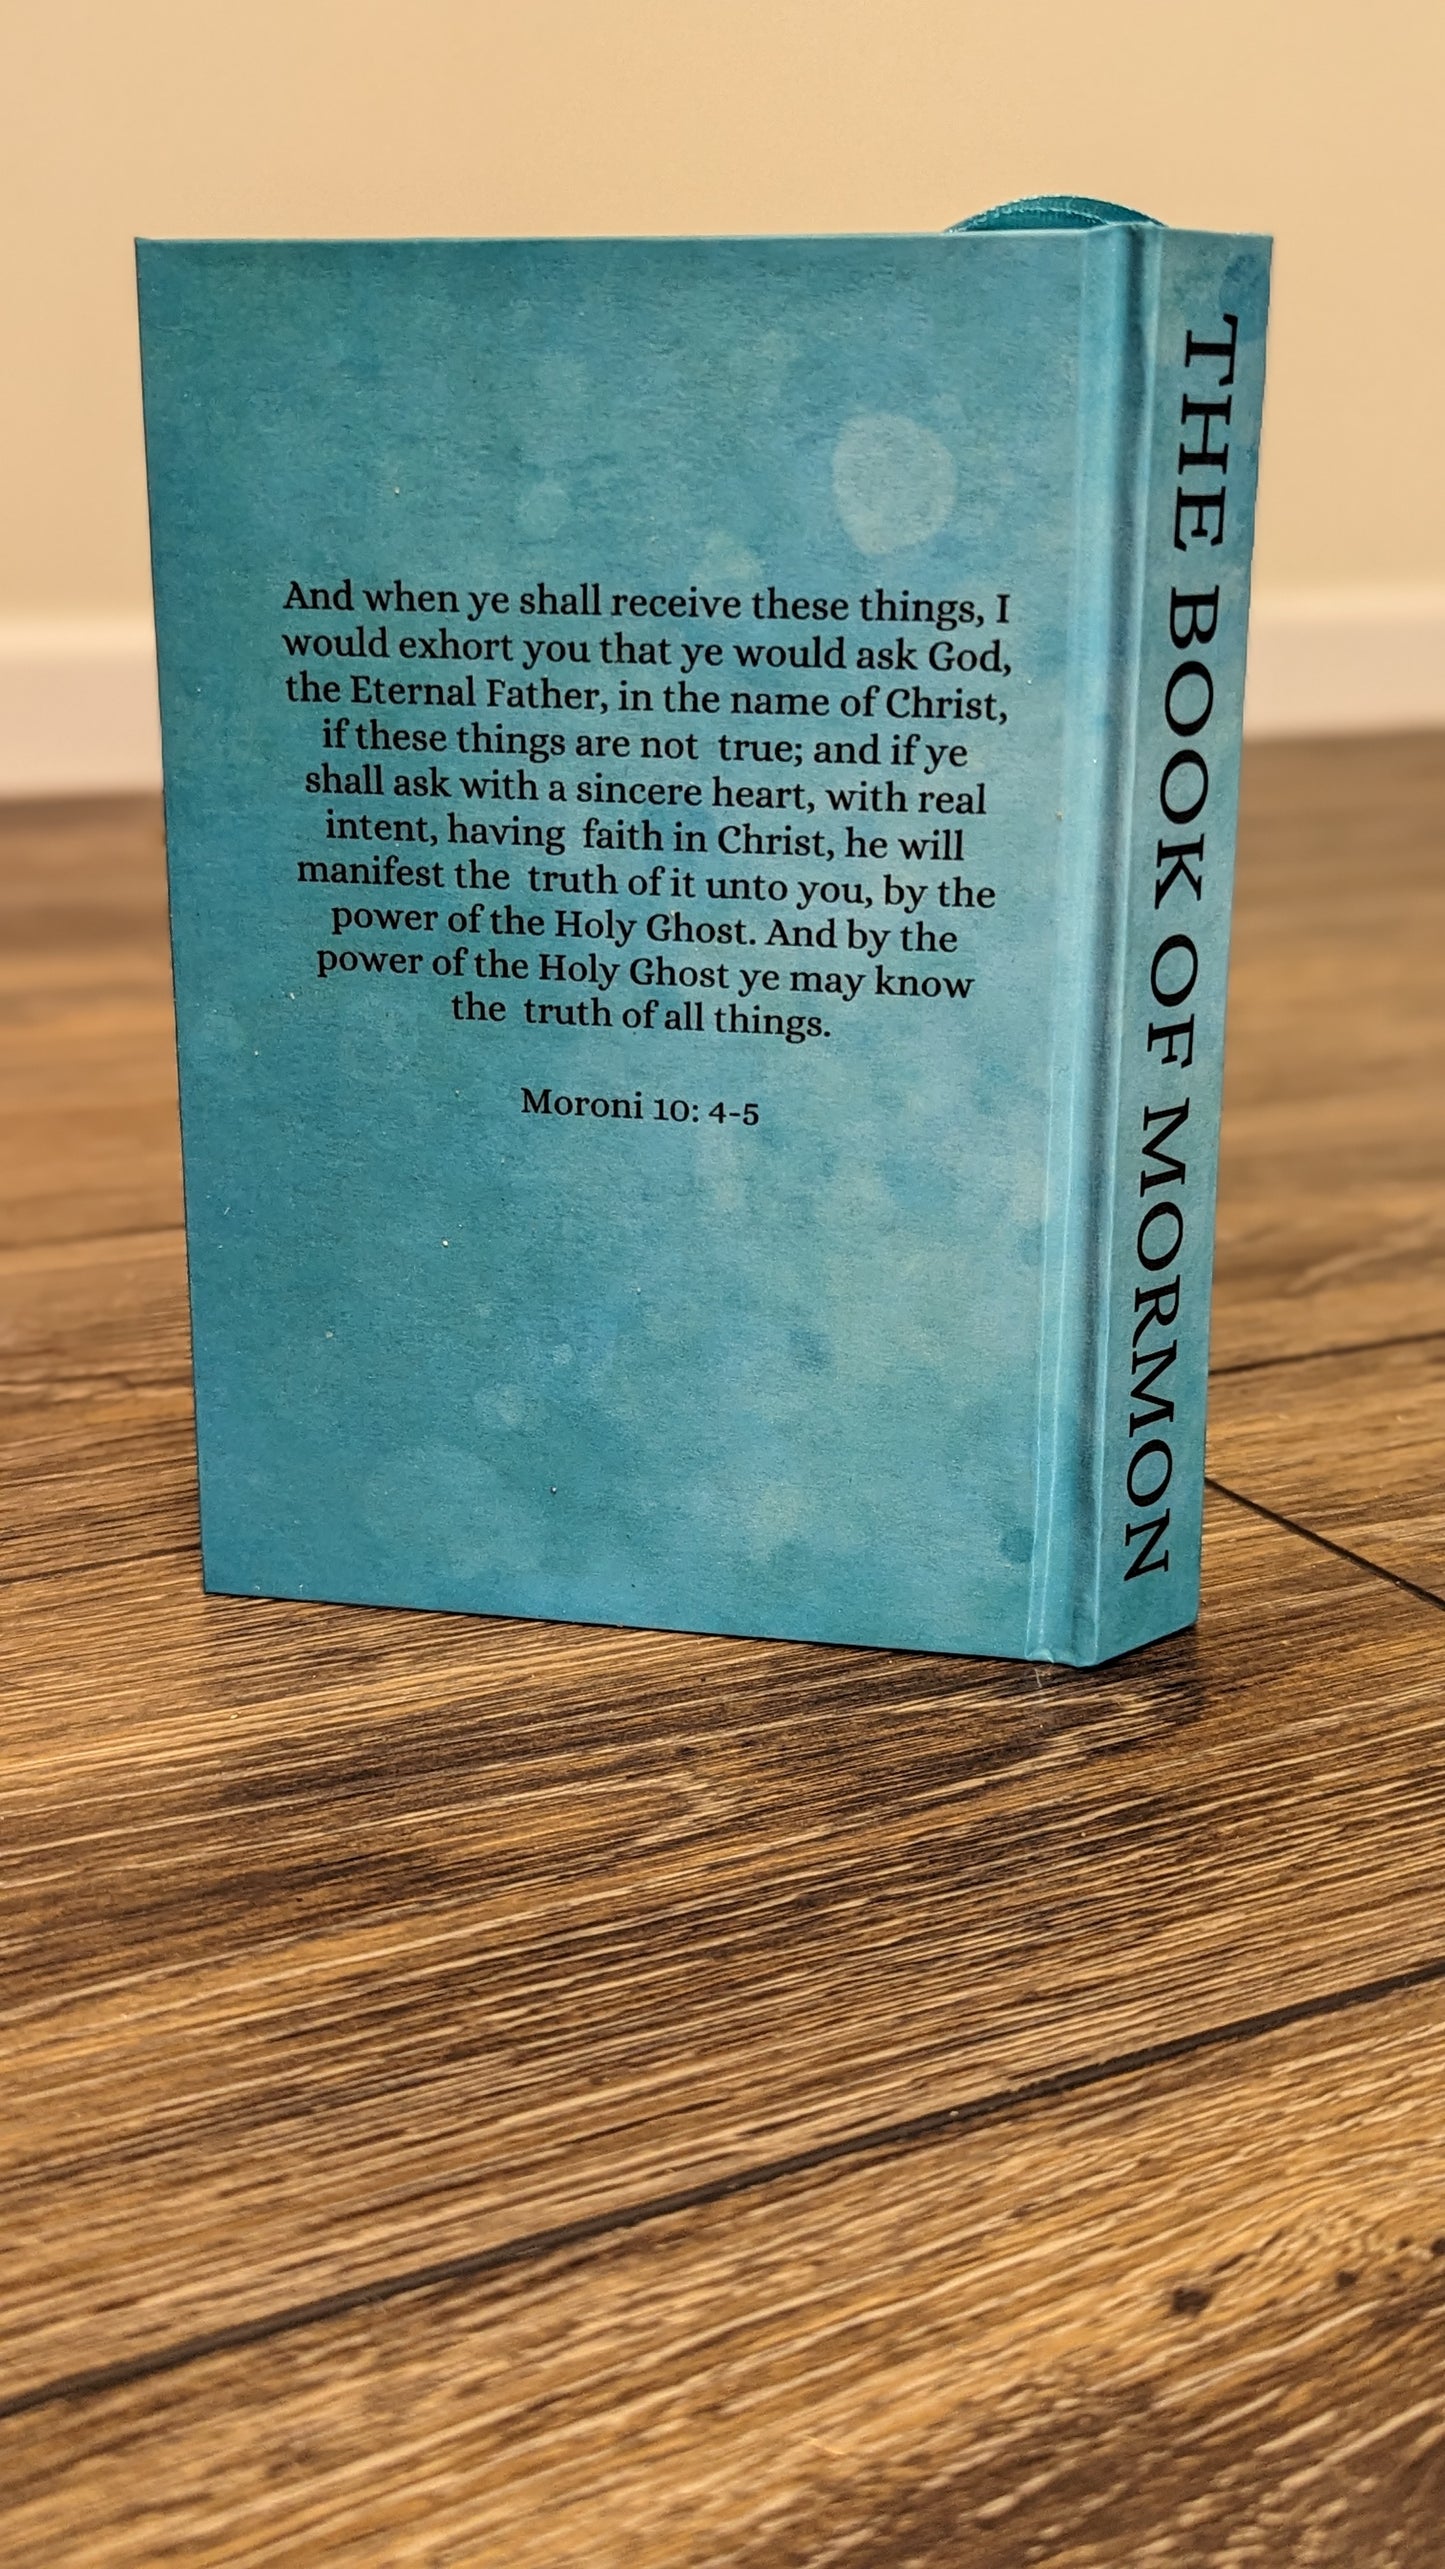 And when ye shall receive these things, I
would exhort you that ye would ask God,
the Eternal Father, in the name of Christ,
if these things are not true; and if ye
shall ask with a sincere heart, with real
intent, having faith in Christ, he will
manifest the truth of it unto you, by the
power of the Holy Ghost. And by the
power of the Holy Ghost ye may know
the truth of all things.
Moroni 10: 4-5
THE BOOK OF MORMON